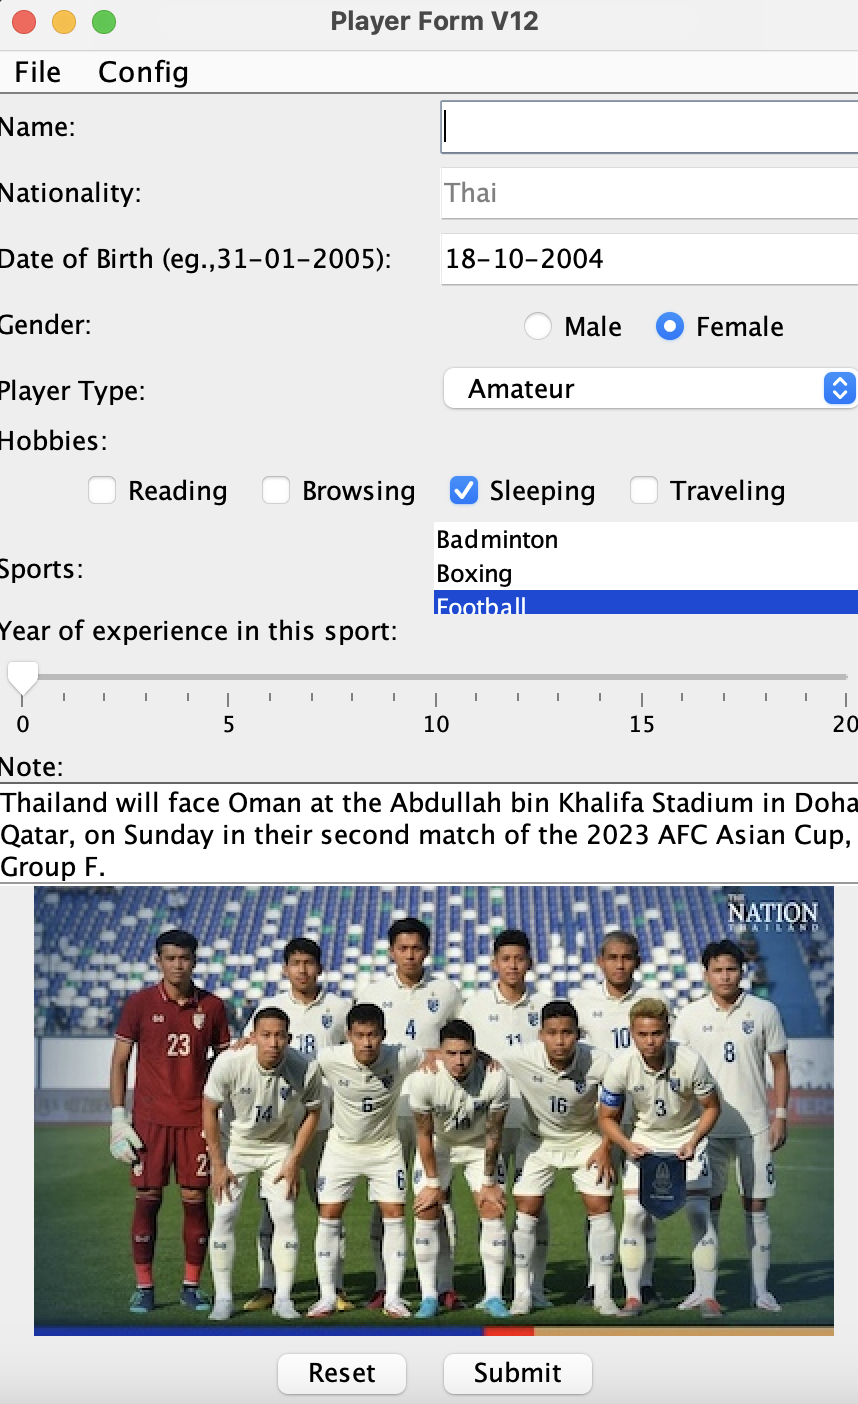 Player Form V12
File Config
Name:
Nationality: Thai
Date of Birth (eg.,31-01-2005): 18-10-2004
Gender: Male Female
Player Type: Amateur
Hobbies:
Reading Browsing Sleeping Traveling
Badminton
Boxing
Sports:
Football
Year of experience in this sport:
0 5 10 15 20
Note:
Thailand will face Oman at the Abdullah bin Khalifa Stadium in Doha
Qatar, on Sunday in their second match of the 2023 AFC Asian Cup,
Group F.
THE
NATION
THAILAND
23 18 4 11 10 8
14 6 16 3
6 8
Reset Submit